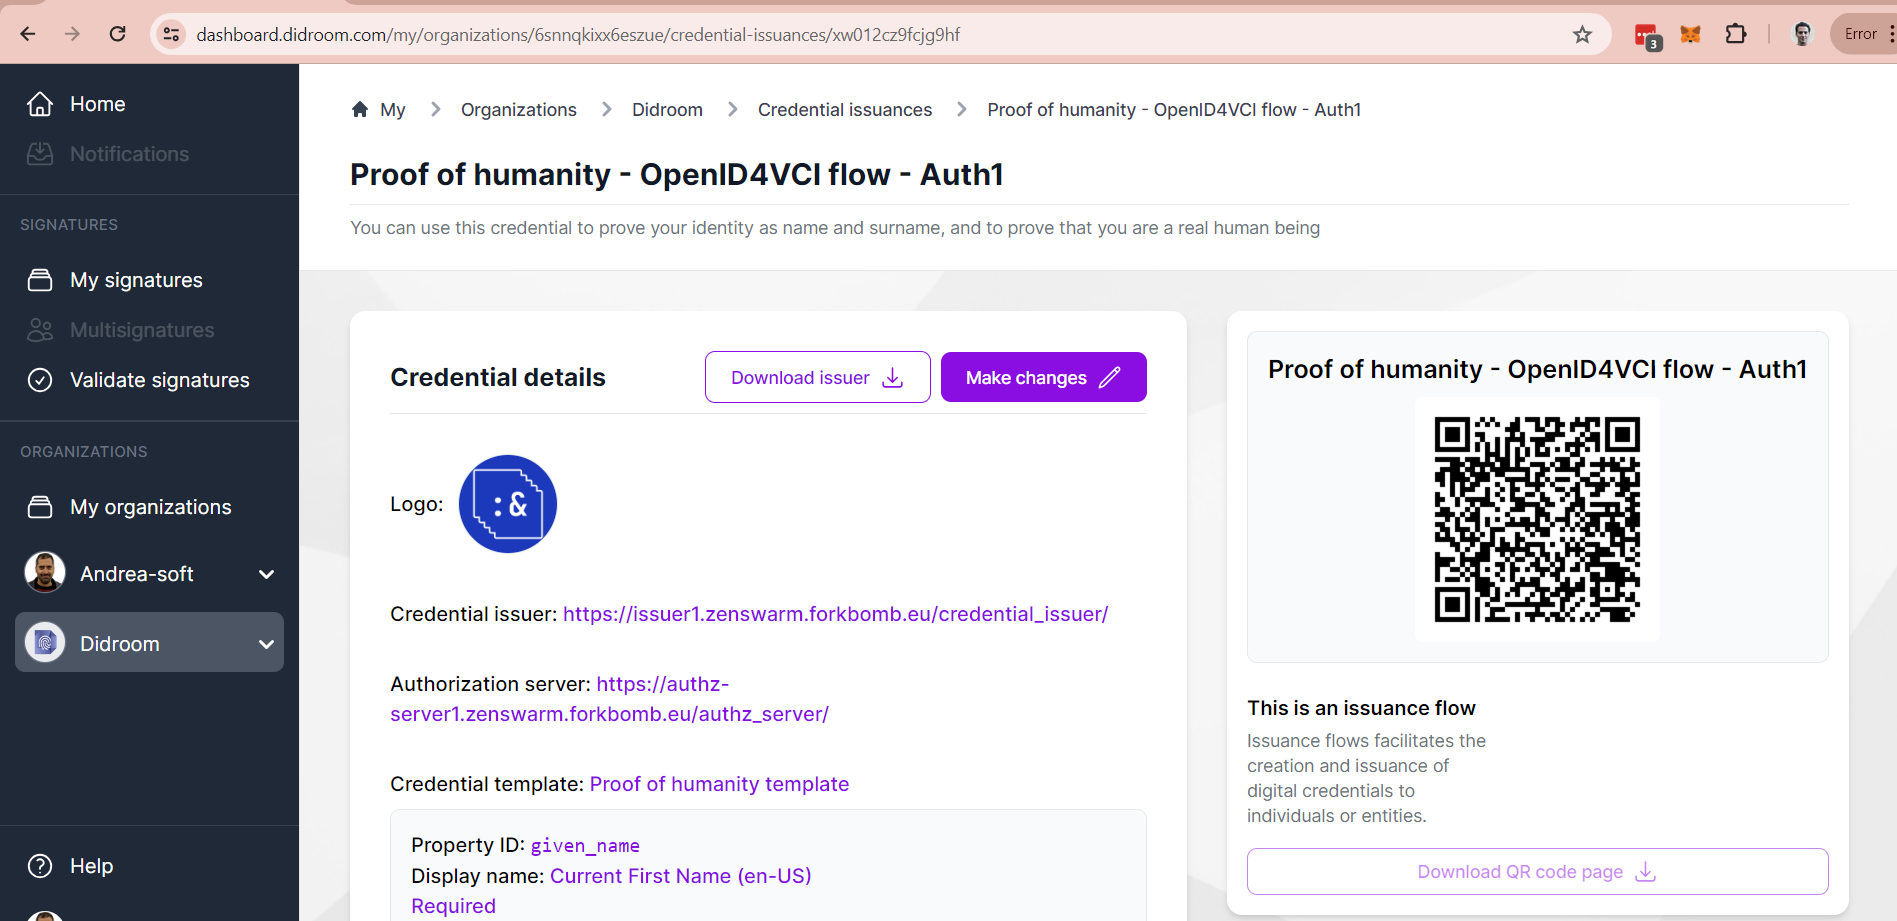 dashboard.didroom.com/my/organizations/6snnqkixx6eszue/credential-issuances/xw012cz9fcjg9hf
3
Error
Home
Notifications
SIGNATURES
My signatures
Multisignatures
Validate signatures
ORGANIZATIONS
My organizations
Andrea-soft
Didroom
Help
My > Organizations > Didroom > Credential issuances > Proof of humanity - OpenID4VCI flow - Auth1
Proof of humanity - OpenID4VCI flow - Auth1
You can use this credential to prove your identity as name and surname, and to prove that you are a real human being
Credential details
Download issuer
Make changes
Logo:
:&
Credential issuer: https://issuer1.zenswarm.forkbomb.eu/credential_issuer/
Authorization server: https://authz-
server1.zenswarm.forkbomb.eu/authz_server/
Credential template: Proof of humanity template
Property ID: given_name
Display name: Current First Name (en-US)
Required
Proof of humanity - OpenID4VCI flow - Auth1
This is an issuance flow
Issuance flows facilitates the
creation and issuance of
digital credentials to
individuals or entities.
Download QR code page